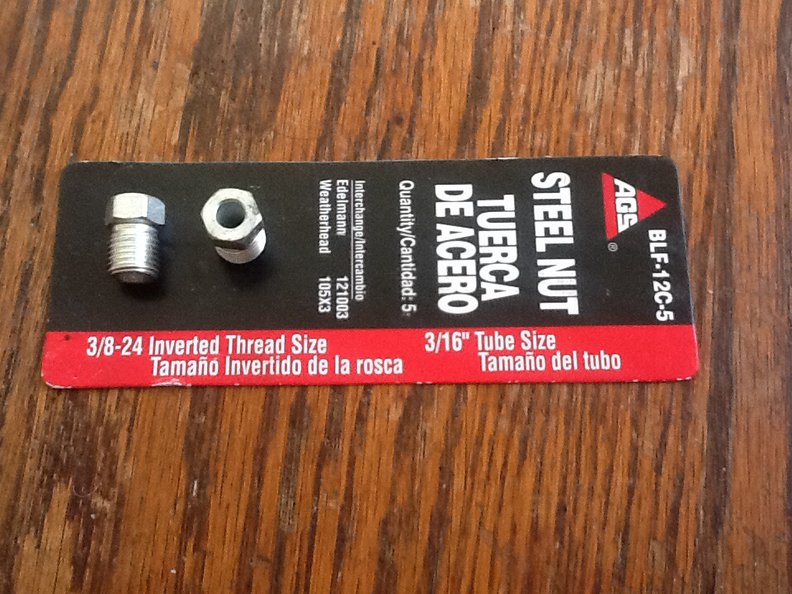 AGS®
BLF-12C-5
STEEL NUT
TUERCA
DE ACERO
Quantity/Cantidad: 5
Interchange/Intercambio
Edelmann 121003
Weatherhead 105X3
3/16" Tube Size
Tamaño del tubo
3/8-24 Inverted Thread Size
Tamaño Invertido de la rosca